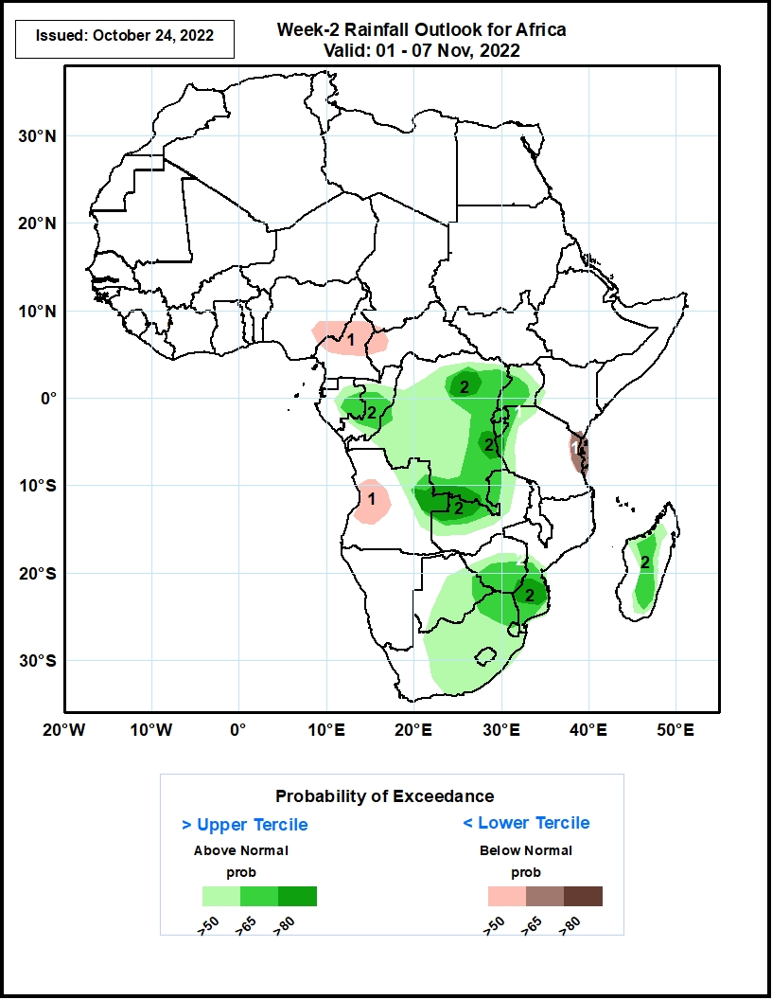 Issued: October 24, 2022
Week-2 Rainfall Outlook for Africa
Valid: 01 - 07 Nov, 2022
30°N
20°N
10°N
0°
10°S
20°S
30°S
1
2
2
2
1
1
2
2
2
20°W
10°W
0°
10°E
20°E
30°E
40°E
50°E
Probability of Exceedance
> Upper Tercile
< Lower Tercile
Above Normal
Below Normal
prob
prob
>50
>65
>80
>50
>65
>80